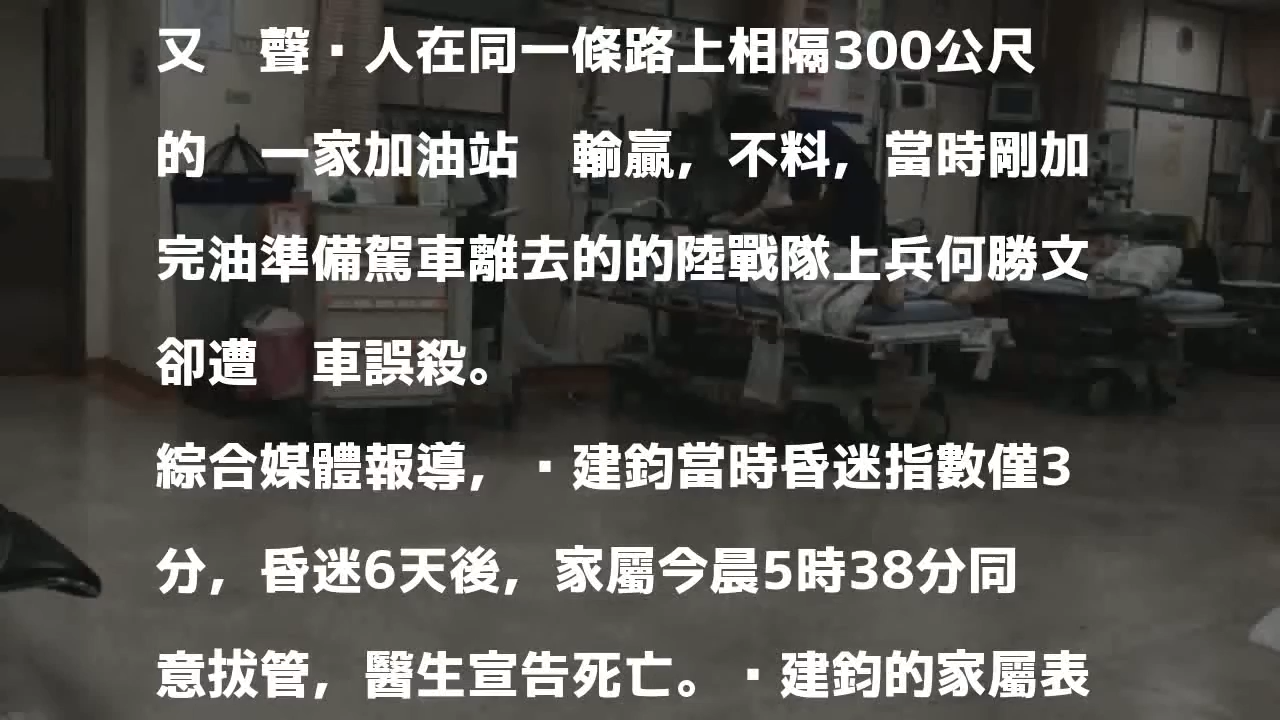 又　聲·人在同一條路上相隔300公尺
的　一家加油站　輸贏，不料，當時剛加
完油準備駕車離去的的陸戰隊上兵何勝文
卻遭　車誤殺。
綜合媒體報導，·建鈞當時昏迷指數僅3
分，昏迷6天後，家屬今晨5時38分同
意拔管，醫生宣告死亡。·建鈞的家屬表